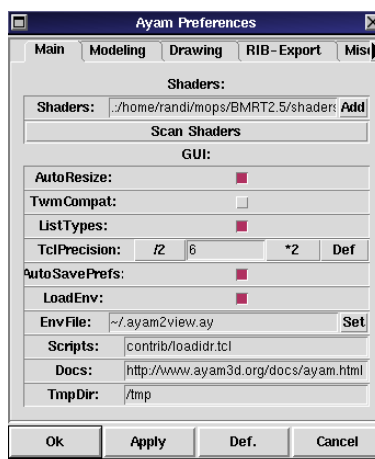 Ayam Preferences
Main Modeling Drawing RIB-Export
Shaders:
Shaders: .:/home/randi/mops/BMRT2.5/shaders Add
Scan Shaders
GUI:
AutoResize:
TwmCompat:
ListTypes:
TclPrecision: /2 6 *2 Def
AutoSavePrefs:
LoadEnv:
EnvFile: ~/.ayam2view.ay Set
Scripts: contrib/loadidr.tcl
Docs: http://www.ayam3d.org/docs/ayam.html
TmpDir: /tmp
Ok Apply Def. Cancel